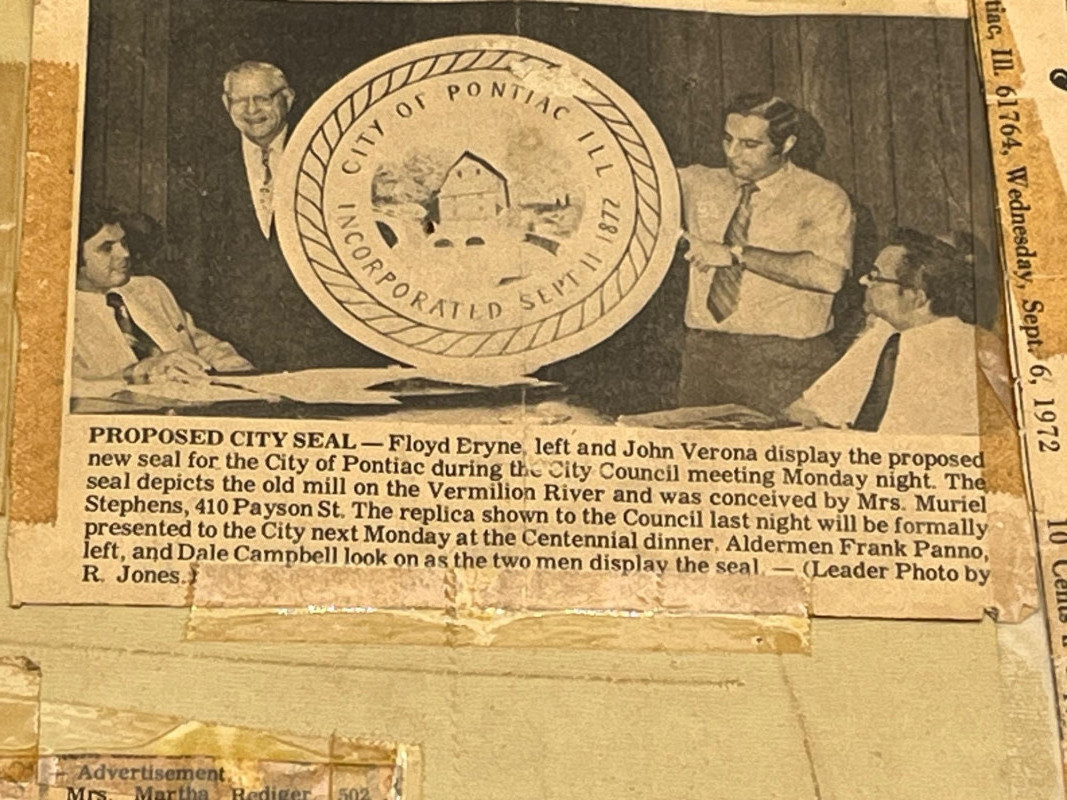 CITY OF PONTIAC ILL
INCORPORATED SEPT 11 1872
PROPOSED CITY SEAL — Floyd Eryne, left and John Verona display the proposed
new seal for the City of Pontiac during the City Council meeting Monday night. The
seal depicts the old mill on the Vermilion River and was conceived by Mrs. Muriel
Stephens, 410 Payson St. The replica shown to the Council last night will be formally
presented to the City next Monday at the Centennial dinner. Aldermen Frank Panno,
left, and Dale Campbell look on as the two men display the seal. — (Leader Photo by
R. Jones.)
tiac, Ill. 61764, Wednesday, Sept. 6, 1972
10 Cents
— Advertisement
Mrs. Martha Rediger 502